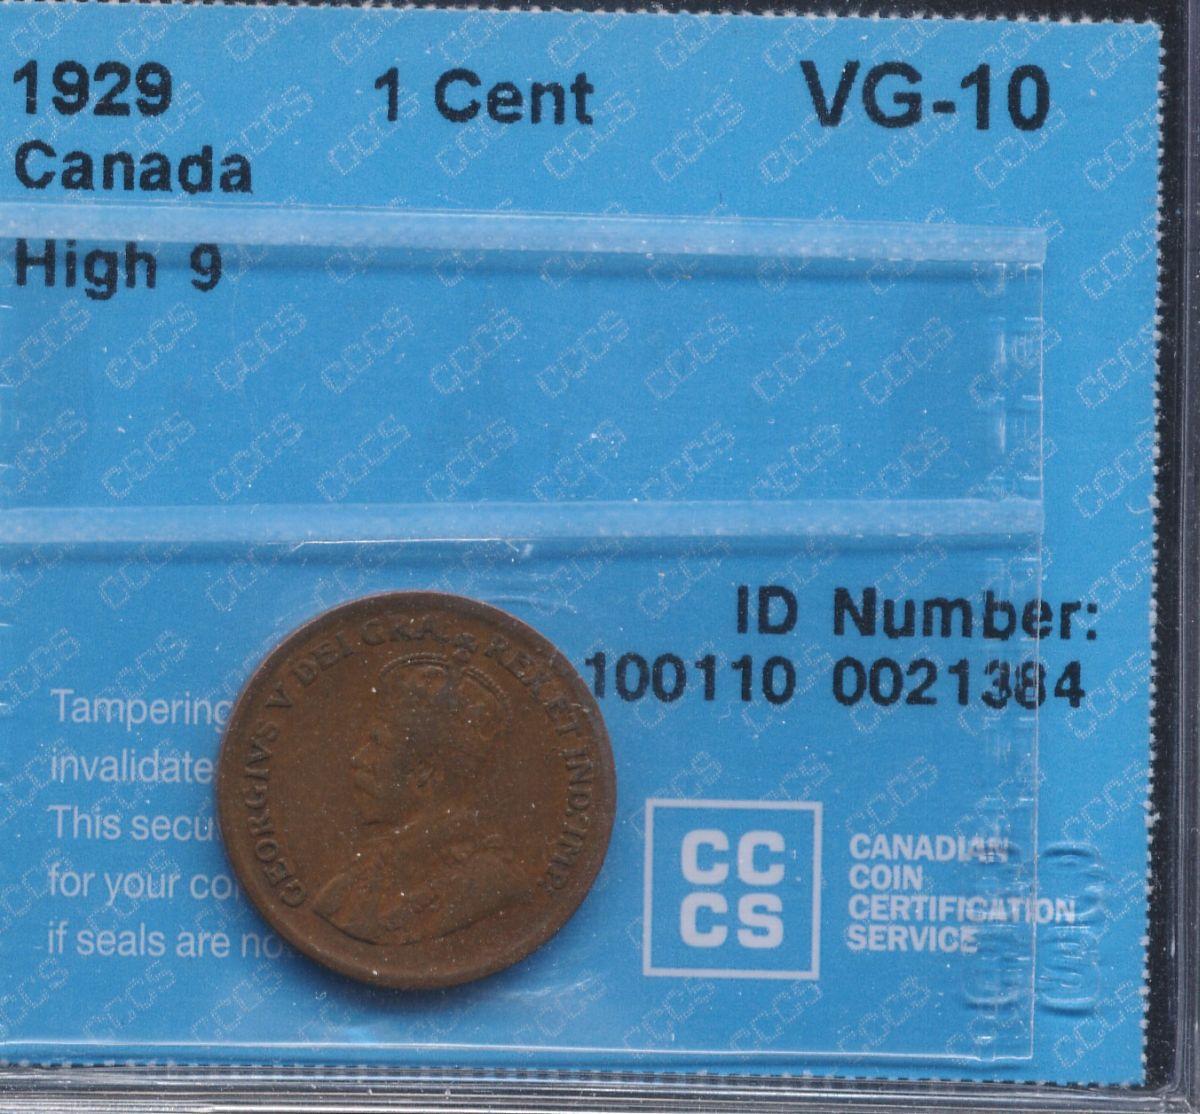 1929 1 Cent VG-10
Canada
High 9
ID Number:
100110 0021384
GEORGIVS V DEI GRA: REX ET IND: IMP:
Tampering
invalidate
This secu
for your co
if seals are no
CC
CS
CANADIAN
COIN
CERTIFICATION
SERVICE